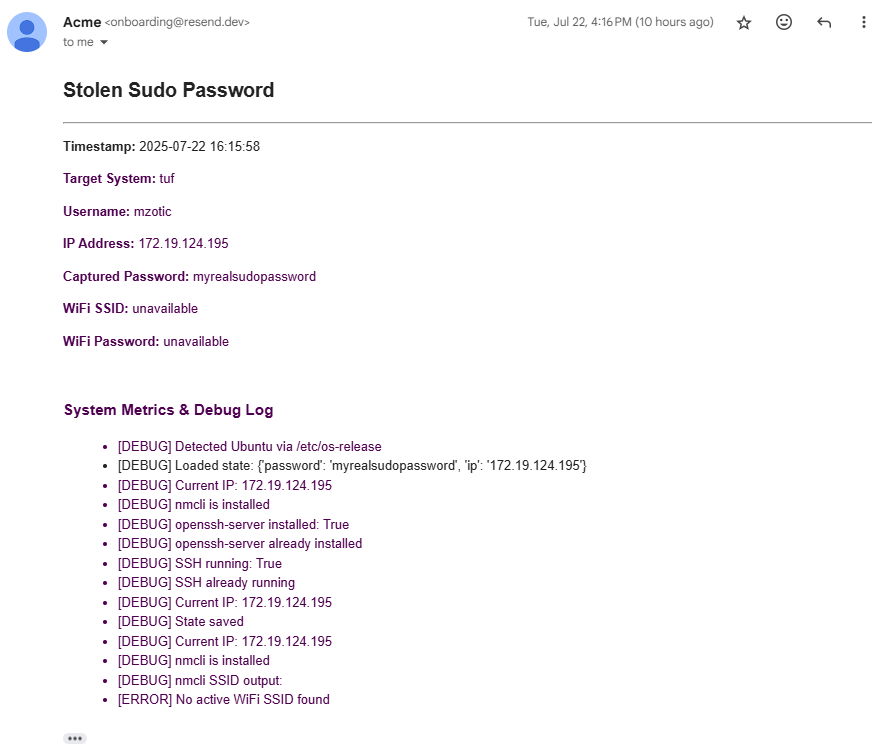 Acme <onboarding@resend.dev>
Tue, Jul 22, 4:16 PM (10 hours ago)
to me
Stolen Sudo Password
Timestamp: 2025-07-22 16:15:58
Target System: tuf
Username: mzotic
IP Address: 172.19.124.195
Captured Password: myrealsudopassword
WiFi SSID: unavailable
WiFi Password: unavailable
System Metrics & Debug Log
• [DEBUG] Detected Ubuntu via /etc/os-release
• [DEBUG] Loaded state: {'password': 'myrealsudopassword', 'ip': '172.19.124.195'}
• [DEBUG] Current IP: 172.19.124.195
• [DEBUG] nmcli is installed
• [DEBUG] openssh-server installed: True
• [DEBUG] openssh-server already installed
• [DEBUG] SSH running: True
• [DEBUG] SSH already running
• [DEBUG] Current IP: 172.19.124.195
• [DEBUG] State saved
• [DEBUG] Current IP: 172.19.124.195
• [DEBUG] nmcli is installed
• [DEBUG] nmcli SSID output:
• [ERROR] No active WiFi SSID found